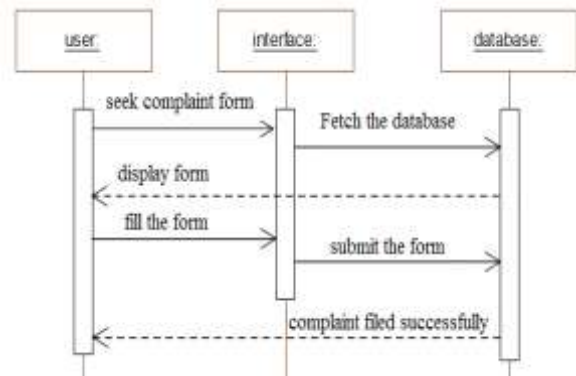 user:
interface:
database:
seek complaint form
Fetch the database
display form
fill the form
submit the form
complaint filed successfully